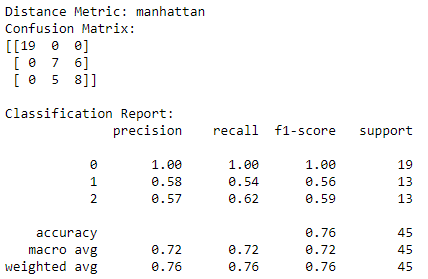 Distance Metric: manhattan
Confusion Matrix:
[[19  0  0]
 [ 0  7  6]
 [ 0  5  8]]
Classification Report:
              precision    recall  f1-score   support
           0       1.00      1.00      1.00        19
           1       0.58      0.54      0.56        13
           2       0.57      0.62      0.59        13
    accuracy                           0.76        45
   macro avg       0.72      0.72      0.72        45
weighted avg       0.76      0.76      0.76        45